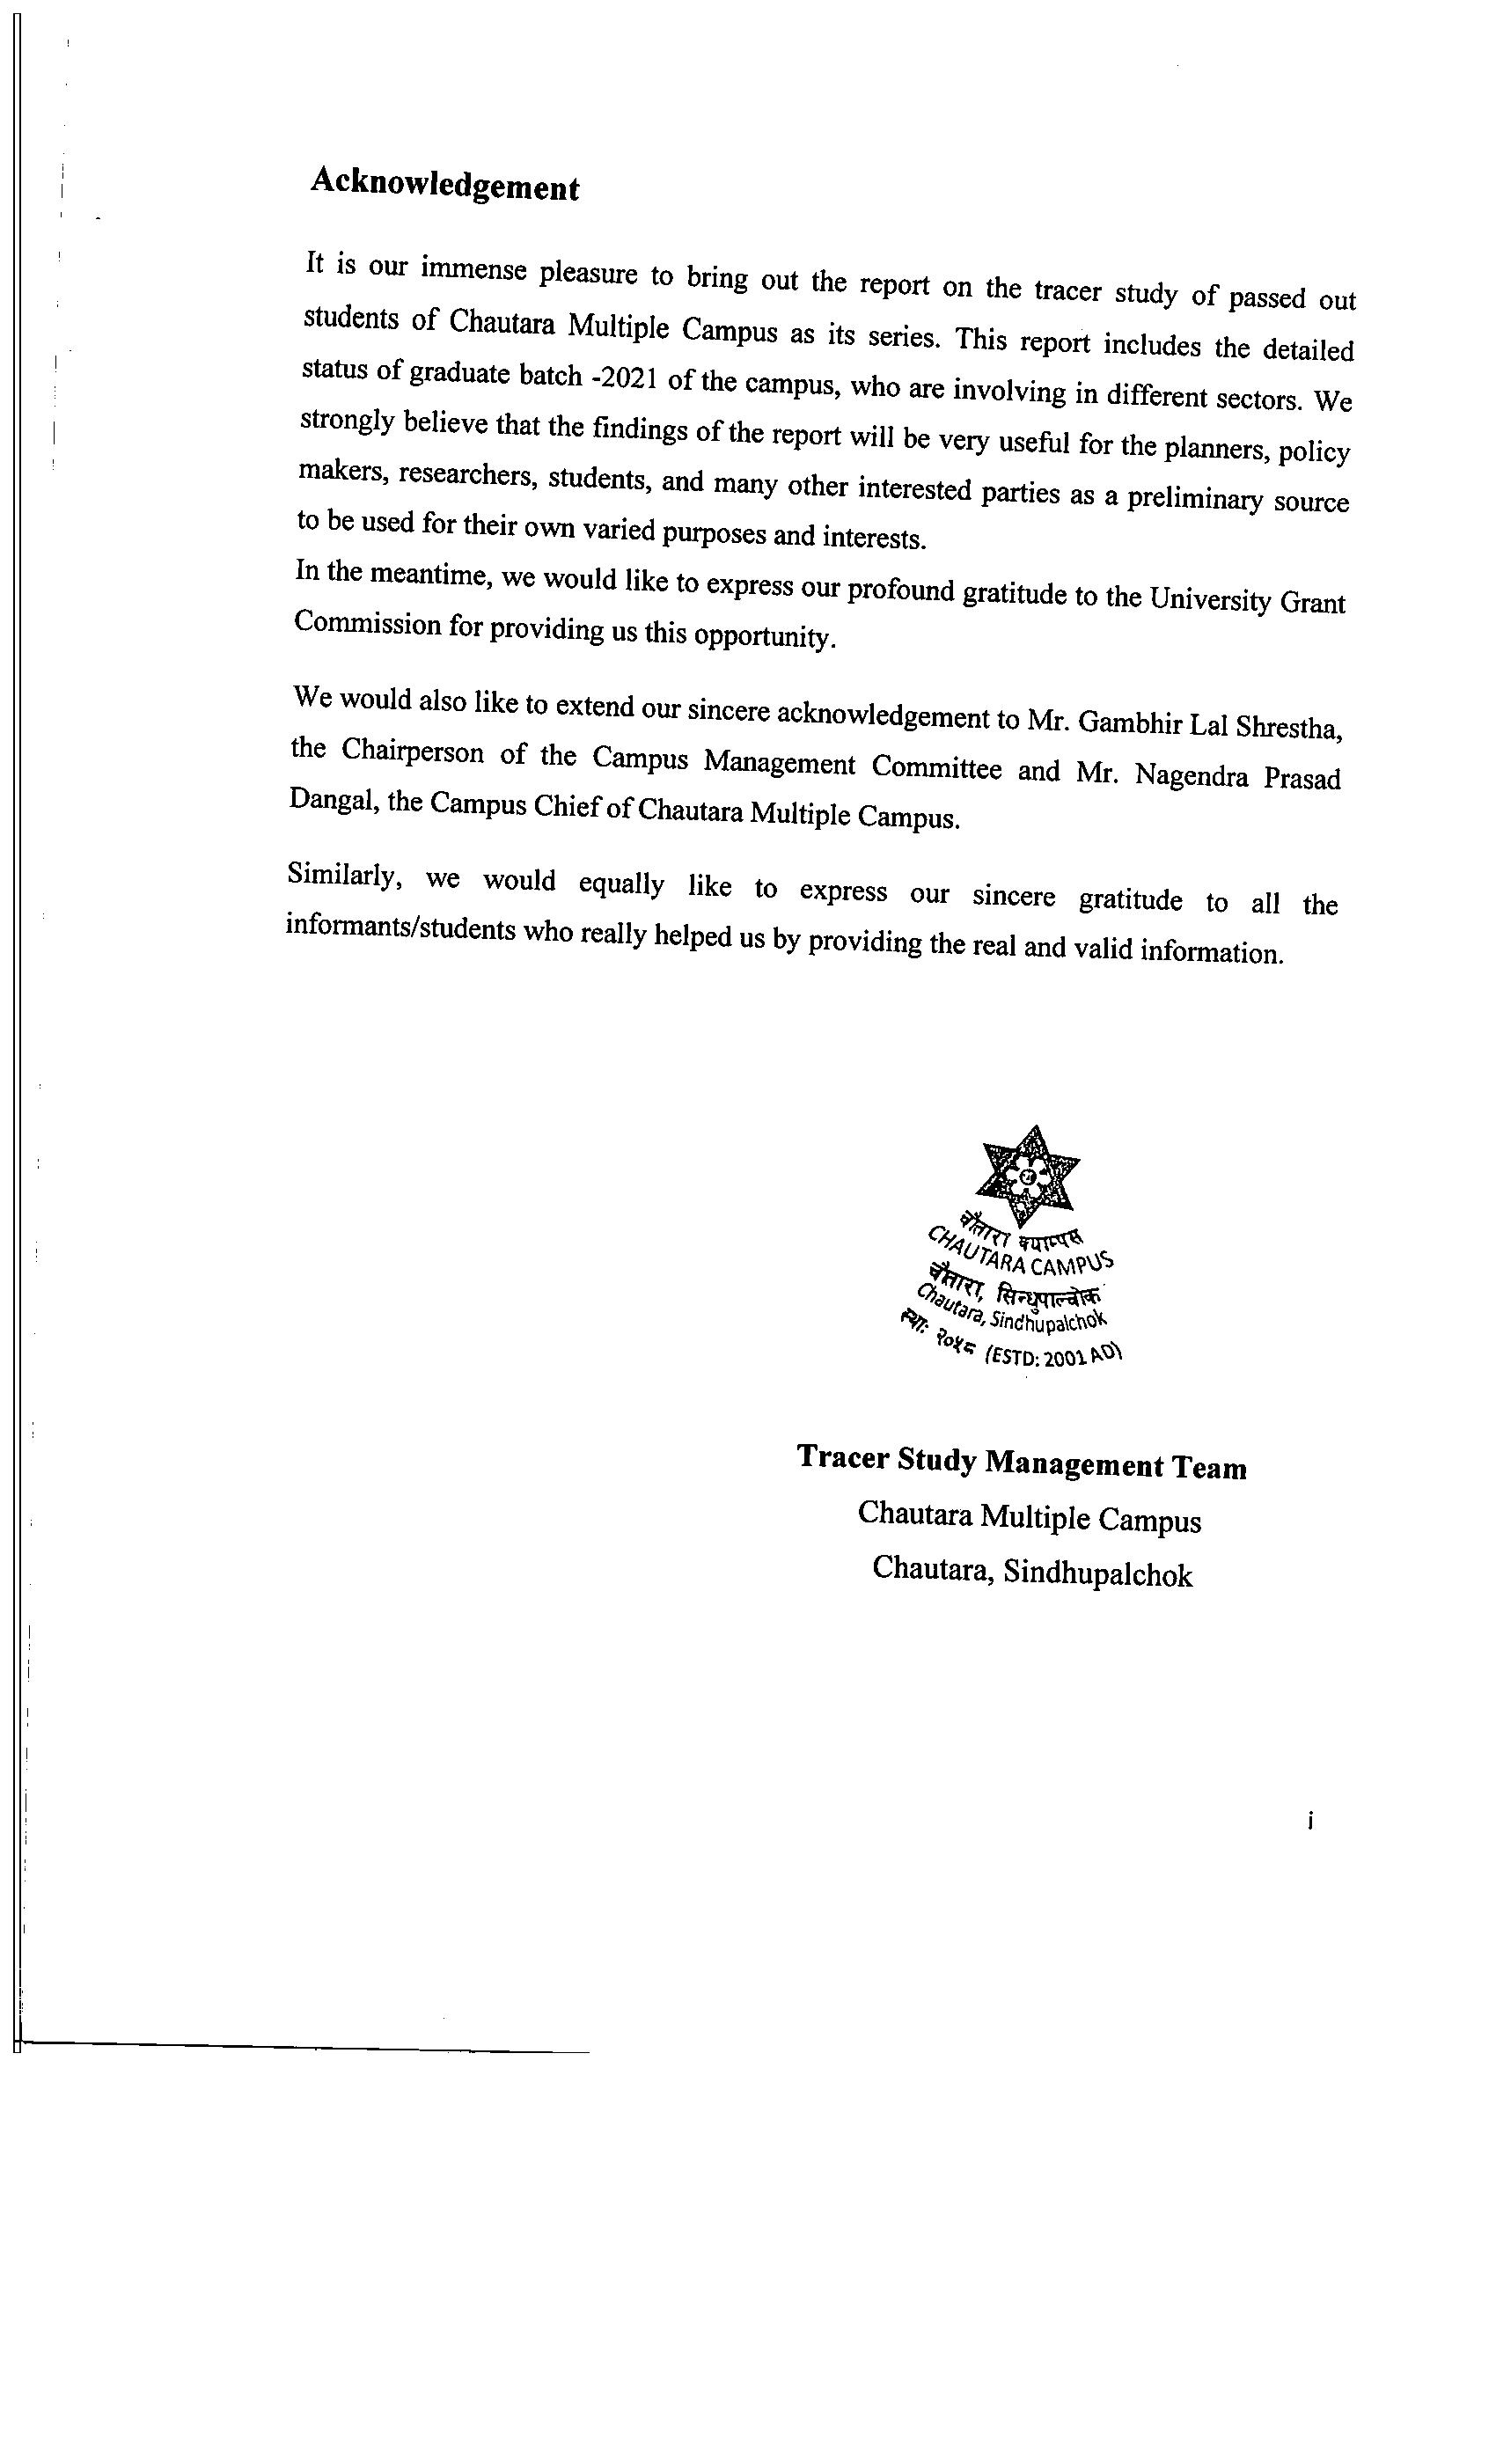 Acknowledgement
It is our immense pleasure to bring out the report on the tracer study of passed out
students of Chautara Multiple Campus as its series. This report includes the detailed
status of graduate batch -2021 of the campus, who are involving in different sectors. We
strongly believe that the findings of the report will be very useful for the planners, policy
makers, researchers, students, and many other interested parties as a preliminary source
to be used for their own varied purposes and interests.
In the meantime, we would like to express our profound gratitude to the University Grant
Commission for providing us this opportunity.
We would also like to extend our sincere acknowledgement to Mr. Gambhir Lal Shrestha,
the Chairperson of the Campus Management Committee and Mr. Nagendra Prasad
Dangal, the Campus Chief of Chautara Multiple Campus.
Similarly, we would equally like to express our sincere gratitude to all the
informants/students who really helped us by providing the real and valid information.
चौतारा क्याम्पस
CHAUTARA CAMPUS
चौतारा, सिन्धुपाल्चोक
Chautara, Sindhupalchok
स्था: २०५८ (ESTD: 2001 AD)
Tracer Study Management Team
Chautara Multiple Campus
Chautara, Sindhupalchok
i